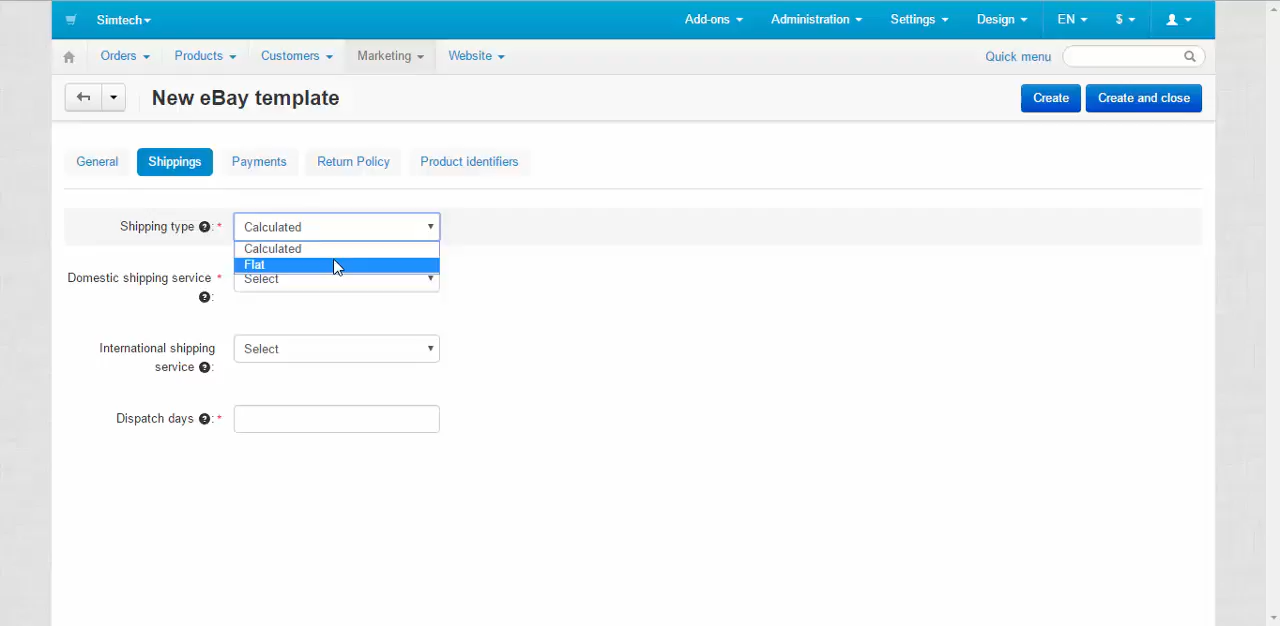 Simtech
Add-ons Administration Settings Design EN $
Orders Products Customers Marketing Website Quick menu
New eBay template Create Create and close
General Shippings Payments Return Policy Product identifiers
Shipping type ?: * Calculated
Calculated
Flat
Domestic shipping service * Select
?:
International shipping Select
service ?:
Dispatch days ?: *